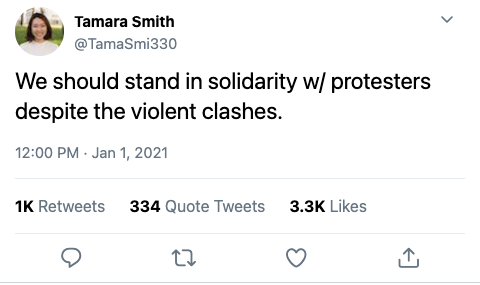 Tamara Smith
@TamaSmi330
We should stand in solidarity w/ protesters
despite the violent clashes.
12:00 PM · Jan 1, 2021
1K Retweets 334 Quote Tweets 3.3K Likes